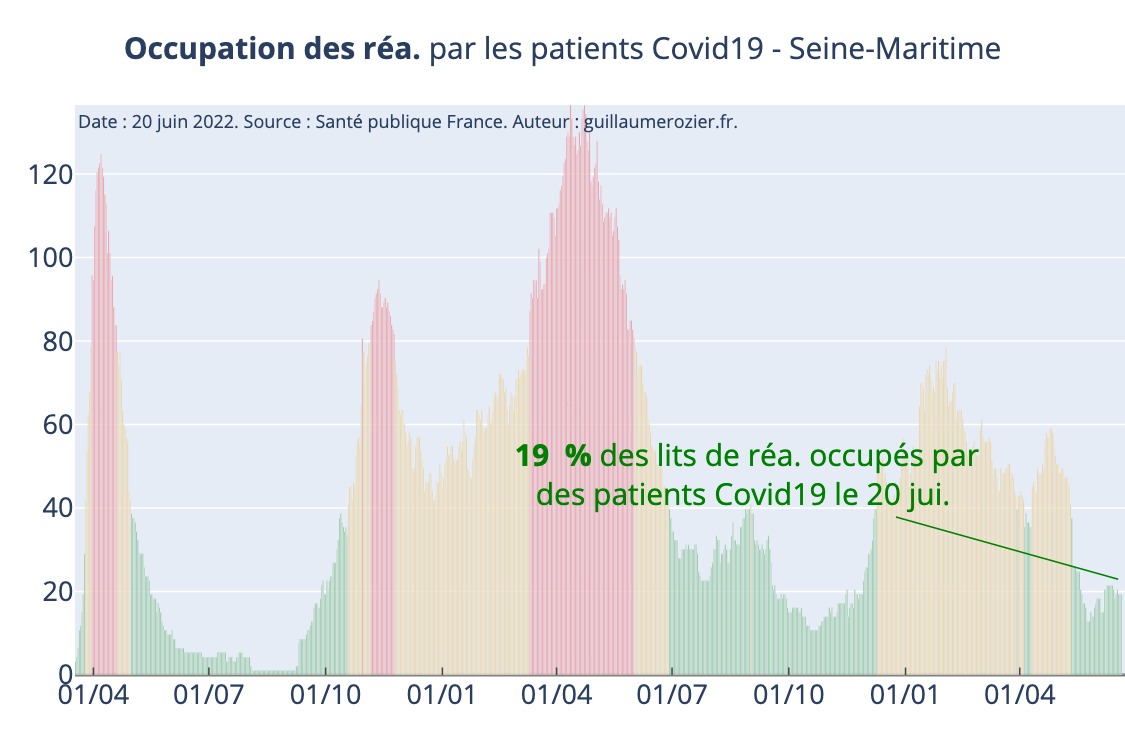 Occupation des réa. par les patients Covid19 - Seine-Maritime
Date : 20 juin 2022. Source : Santé publique France. Auteur : guillaumerozier.fr.
120
100
80
60
40
20
0
19 % des lits de réa. occupés par
des patients Covid19 le 20 jui.
01/04 01/07 01/10 01/01 01/04 01/07 01/10 01/01 01/04